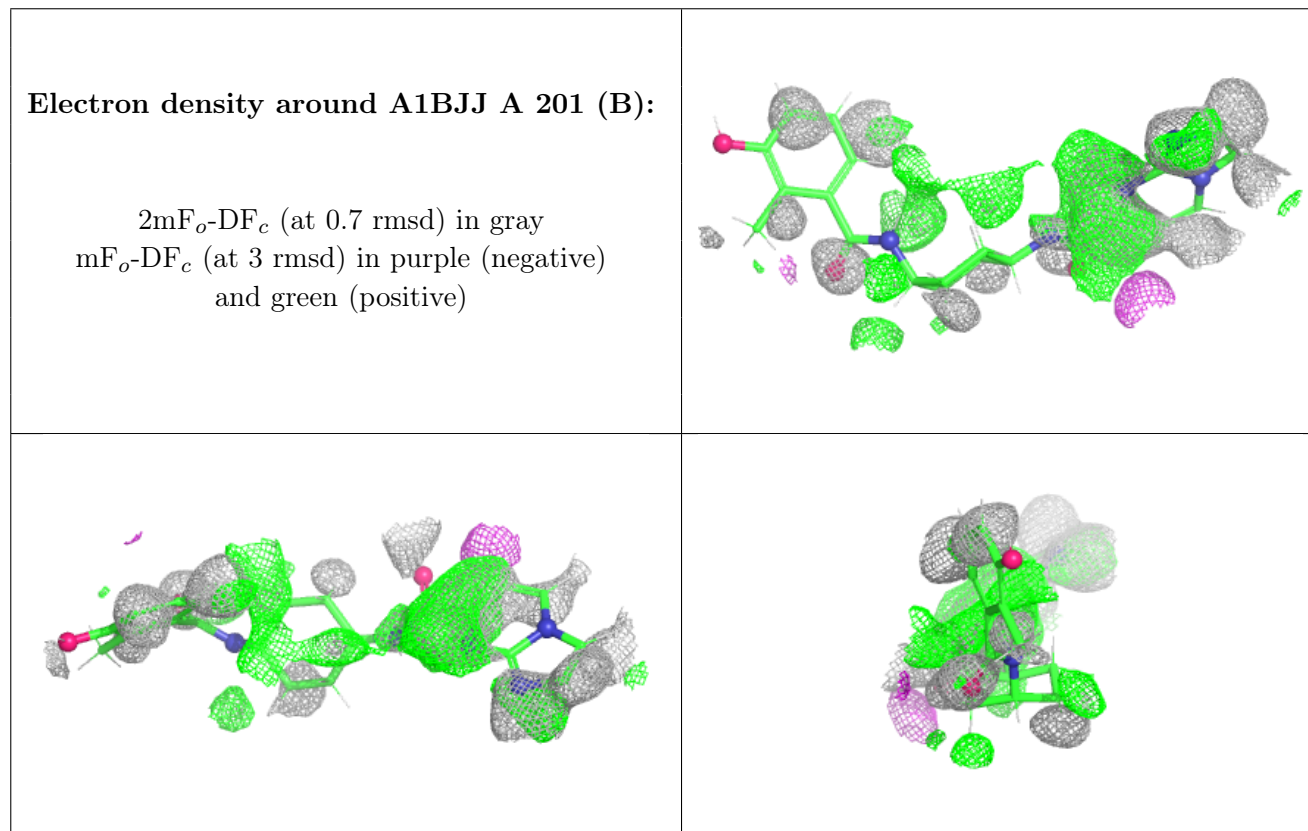 Electron density around A1BJJ A 201 (B):
2mFo-DFc (at 0.7 rmsd) in gray
mFo-DFc (at 3 rmsd) in purple (negative)
and green (positive)